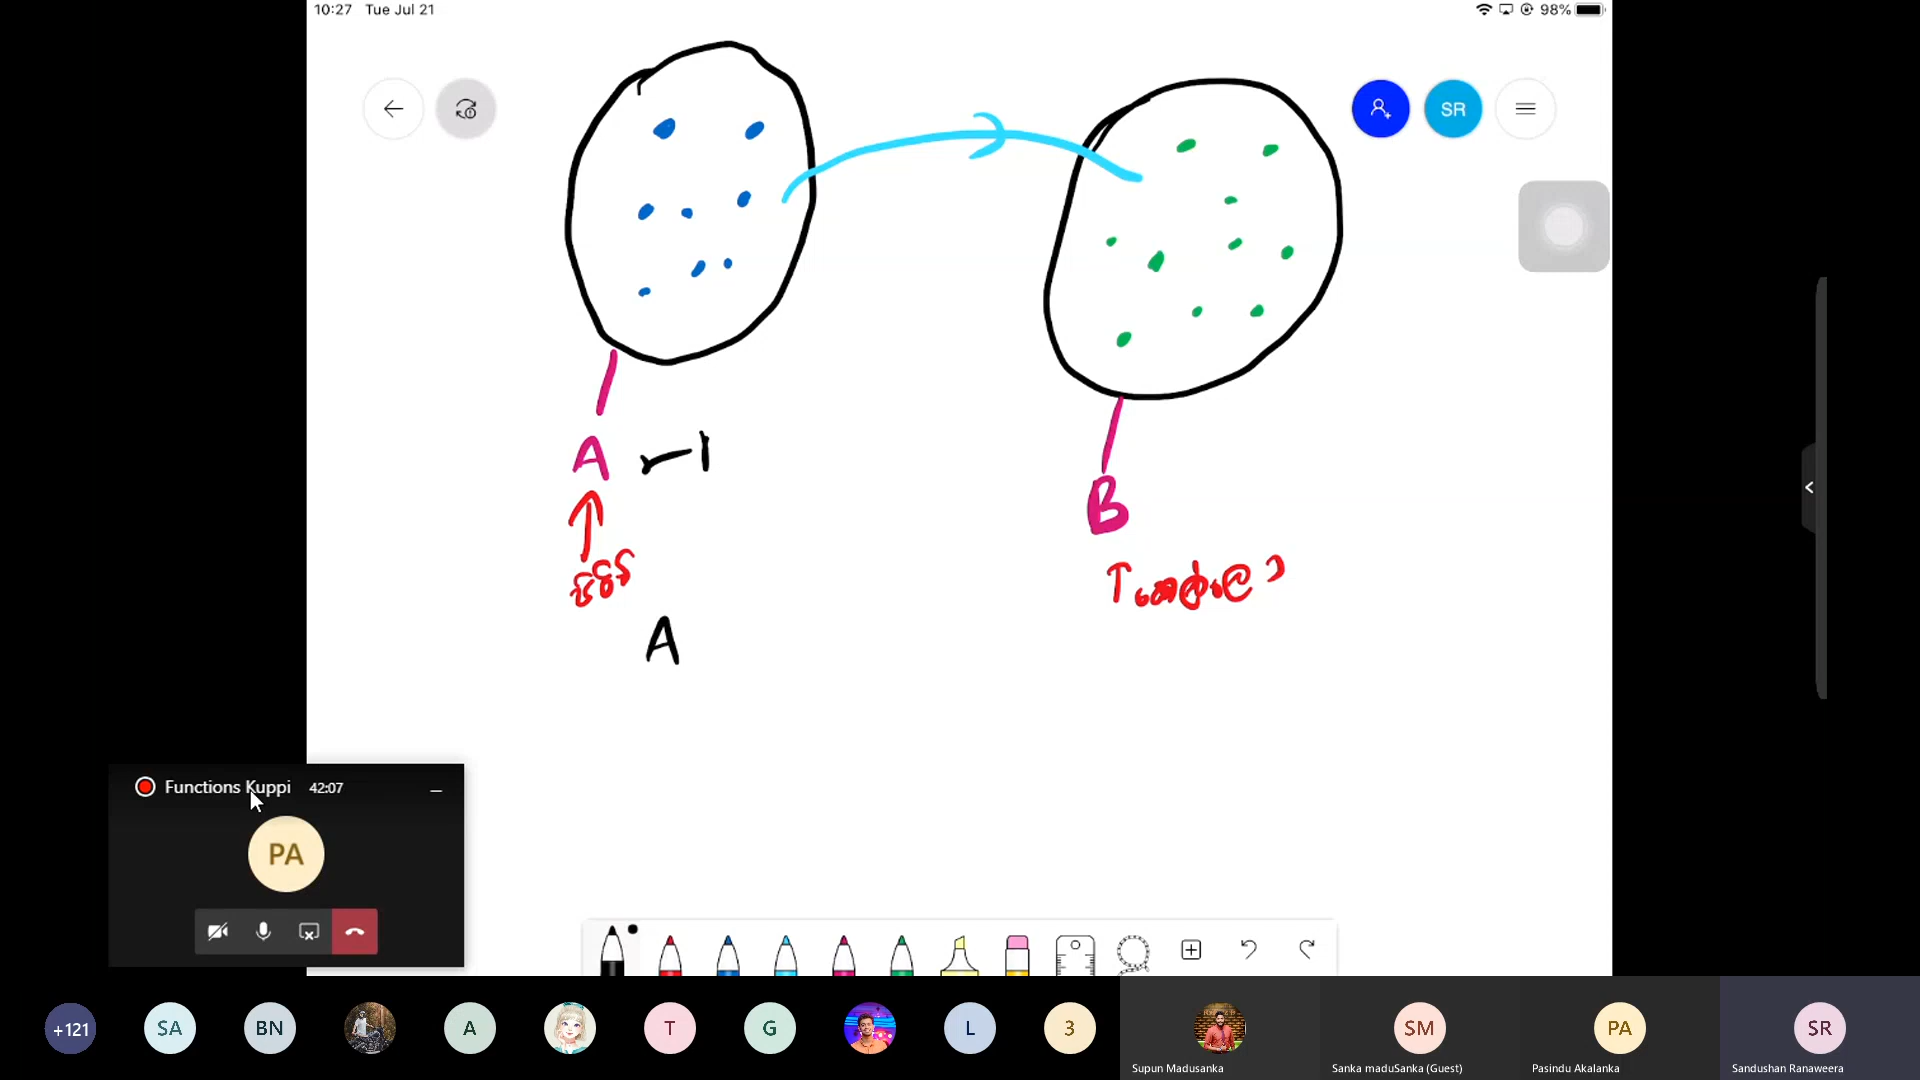 10:27 Tue Jul 21
98%
SR
A
B
පිරිමි
A
Functions Kuppi 42:07
PA
+121
SA
BN
A
T
G
L
3
SM
PA
SR
Supun Madusanka
Sanka maduSanka (Guest)
Pasindu Akalanka
Sandushan Ranaweera